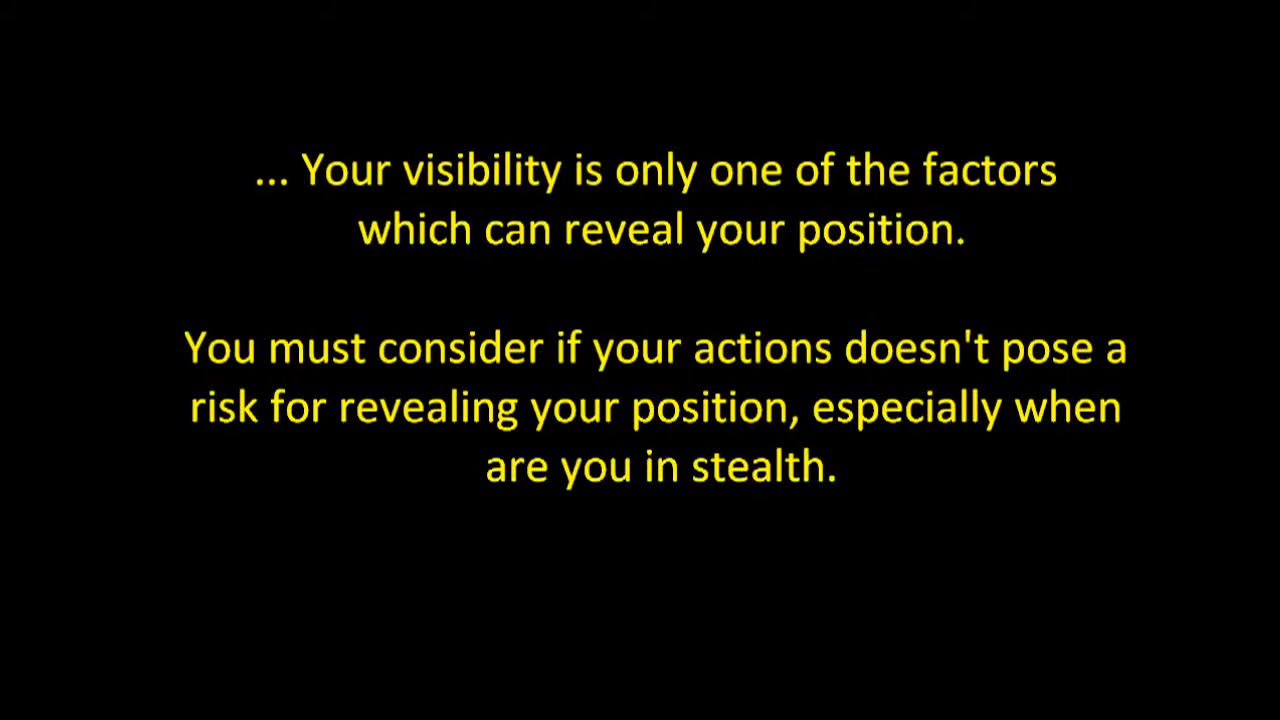 ... Your visibility is only one of the factors
which can reveal your position.
You must consider if your actions doesn't pose a
risk for revealing your position, especially when
are you in stealth.